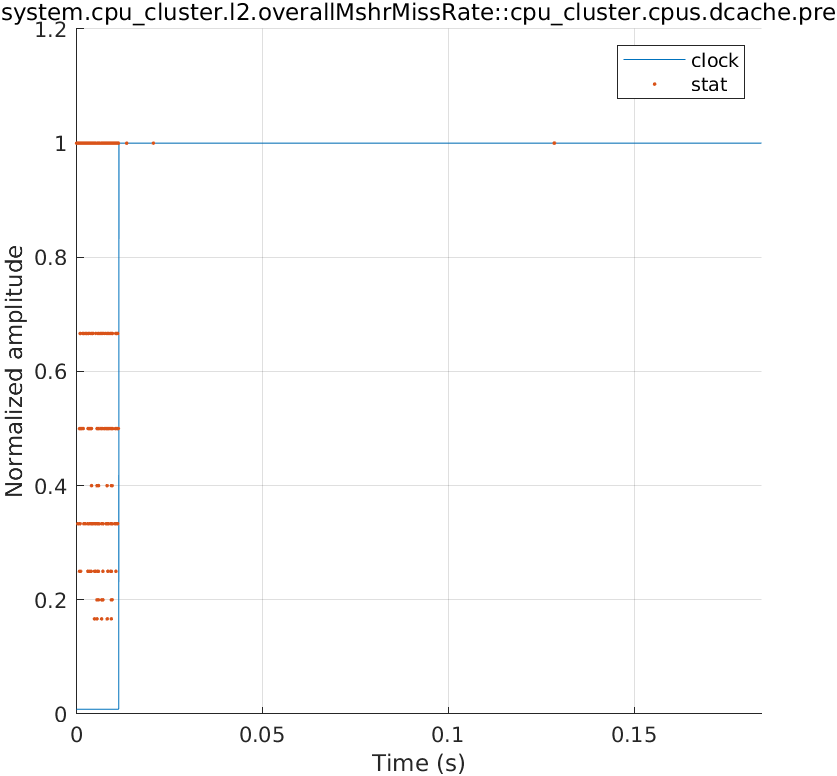 system.cpu_cluster.l2.overallMshrMissRate::cpu_cluster.cpus.dcache.pre
1.2
clock
stat
1
0.8
0.6
0.4
0.2
0
Normalized amplitude
0
0.05
0.1
0.15
Time (s)